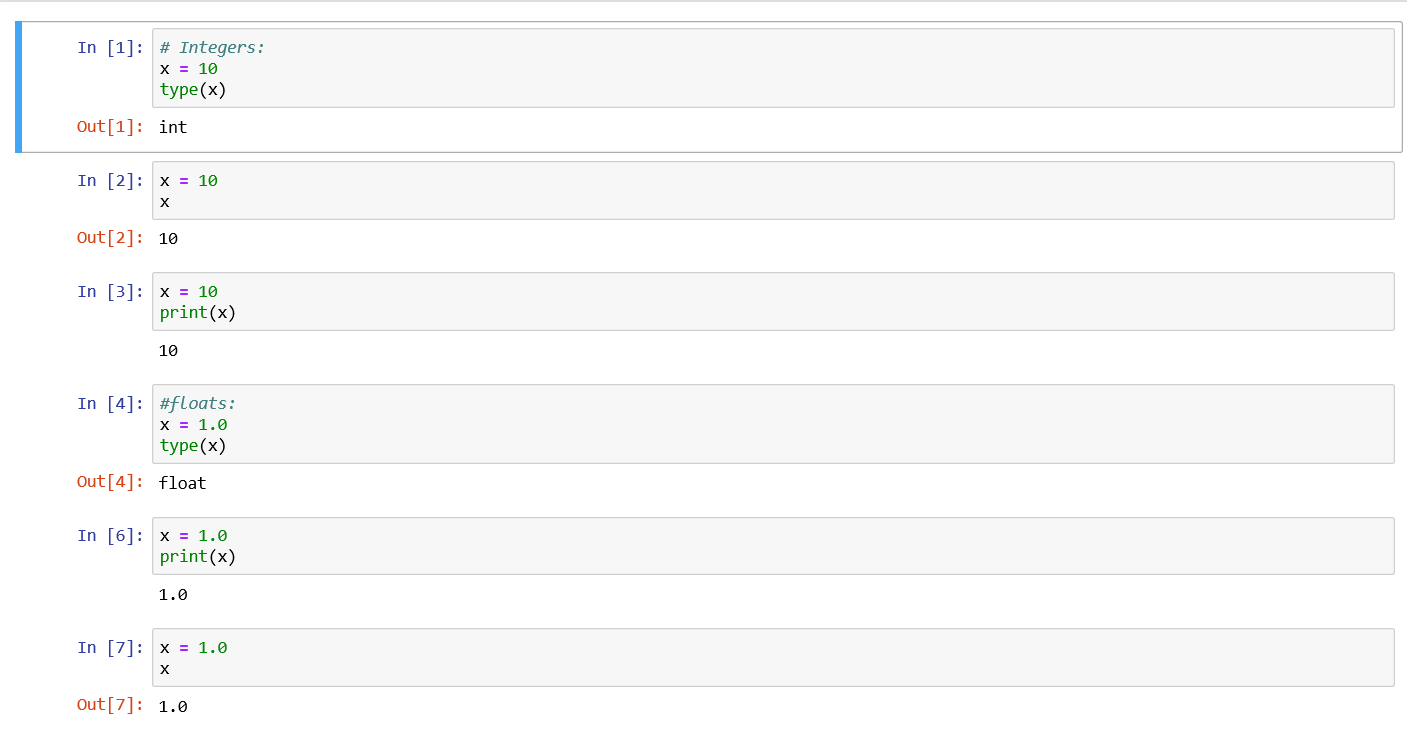 In [1]: # Integers:
x = 10
type(x)
Out[1]: int
In [2]: x = 10
x
Out[2]: 10
In [3]: x = 10
print(x)
10
In [4]: #floats:
x = 1.0
type(x)
Out[4]: float
In [6]: x = 1.0
print(x)
1.0
In [7]: x = 1.0
x
Out[7]: 1.0